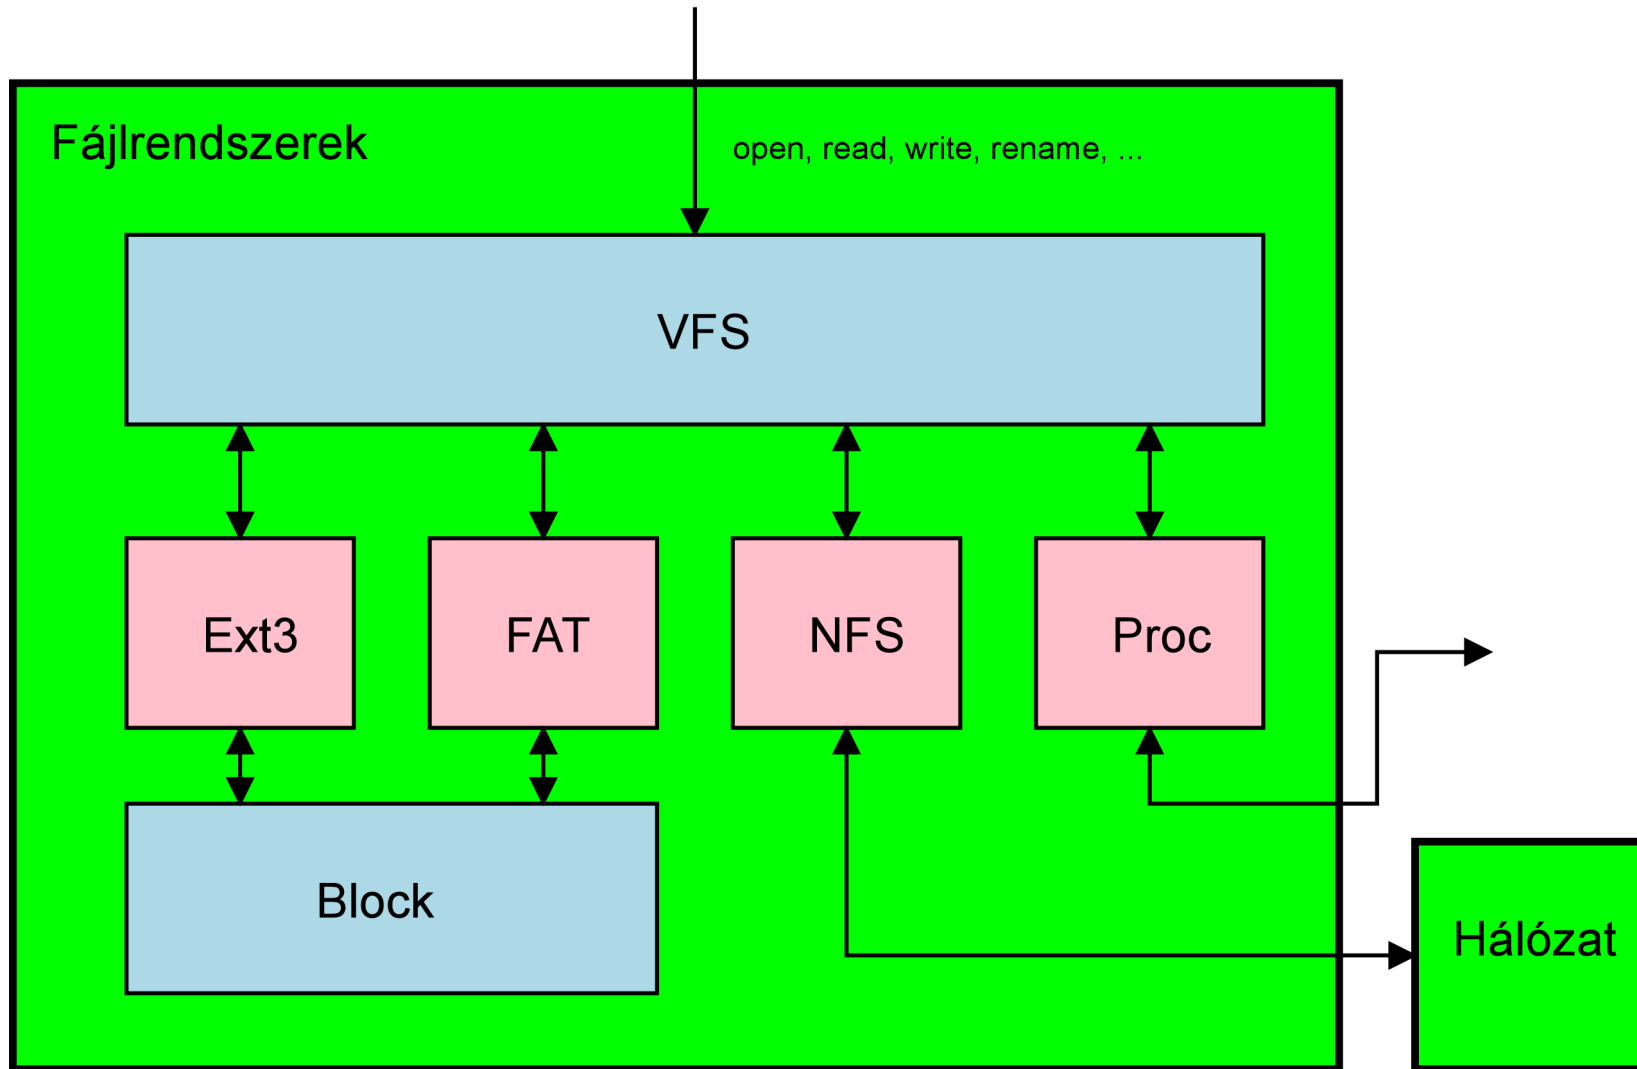 Fájlrendszerek
open, read, write, rename, ...
VFS
Ext3
FAT
NFS
Proc
Block
Hálózat